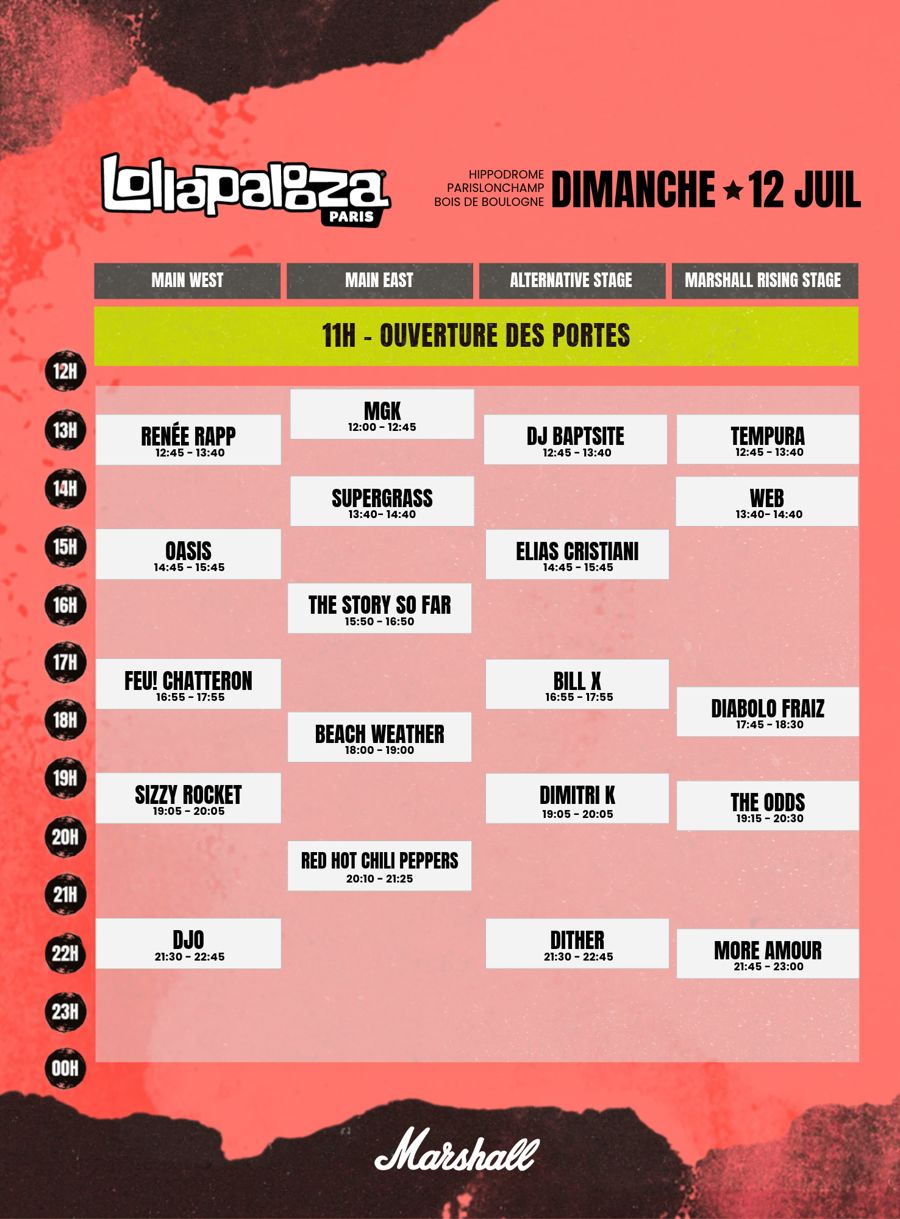 Lollapalooza
PARIS
HIPPODROME
PARISLONCHAMP
BOIS DE BOULOGNE
DIMANCHE ★ 12 JUIL
MAIN WEST
MAIN EAST
ALTERNATIVE STAGE
MARSHALL RISING STAGE
11H - OUVERTURE DES PORTES
12H
MGK
12:00 - 12:45
13H
RENÉE RAPP
12:45 - 13:40
DJ BAPTSITE
12:45 - 13:40
TEMPURA
12:45 - 13:40
14H
SUPERGRASS
13:40- 14:40
WEB
13:40- 14:40
15H
OASIS
14:45 - 15:45
ELIAS CRISTIANI
14:45 - 15:45
16H
THE STORY SO FAR
15:50 - 16:50
17H
FEU! CHATTERON
16:55 - 17:55
BILL X
16:55 - 17:55
DIABOLO FRAIZ
17:45 - 18:30
18H
BEACH WEATHER
18:00 - 19:00
19H
SIZZY ROCKET
19:05 - 20:05
DIMITRI K
19:05 - 20:05
THE ODDS
19:15 - 20:30
20H
RED HOT CHILI PEPPERS
20:10 - 21:25
21H
DJO
21:30 - 22:45
DITHER
21:30 - 22:45
MORE AMOUR
21:45 - 23:00
22H
23H
00H
Marshall